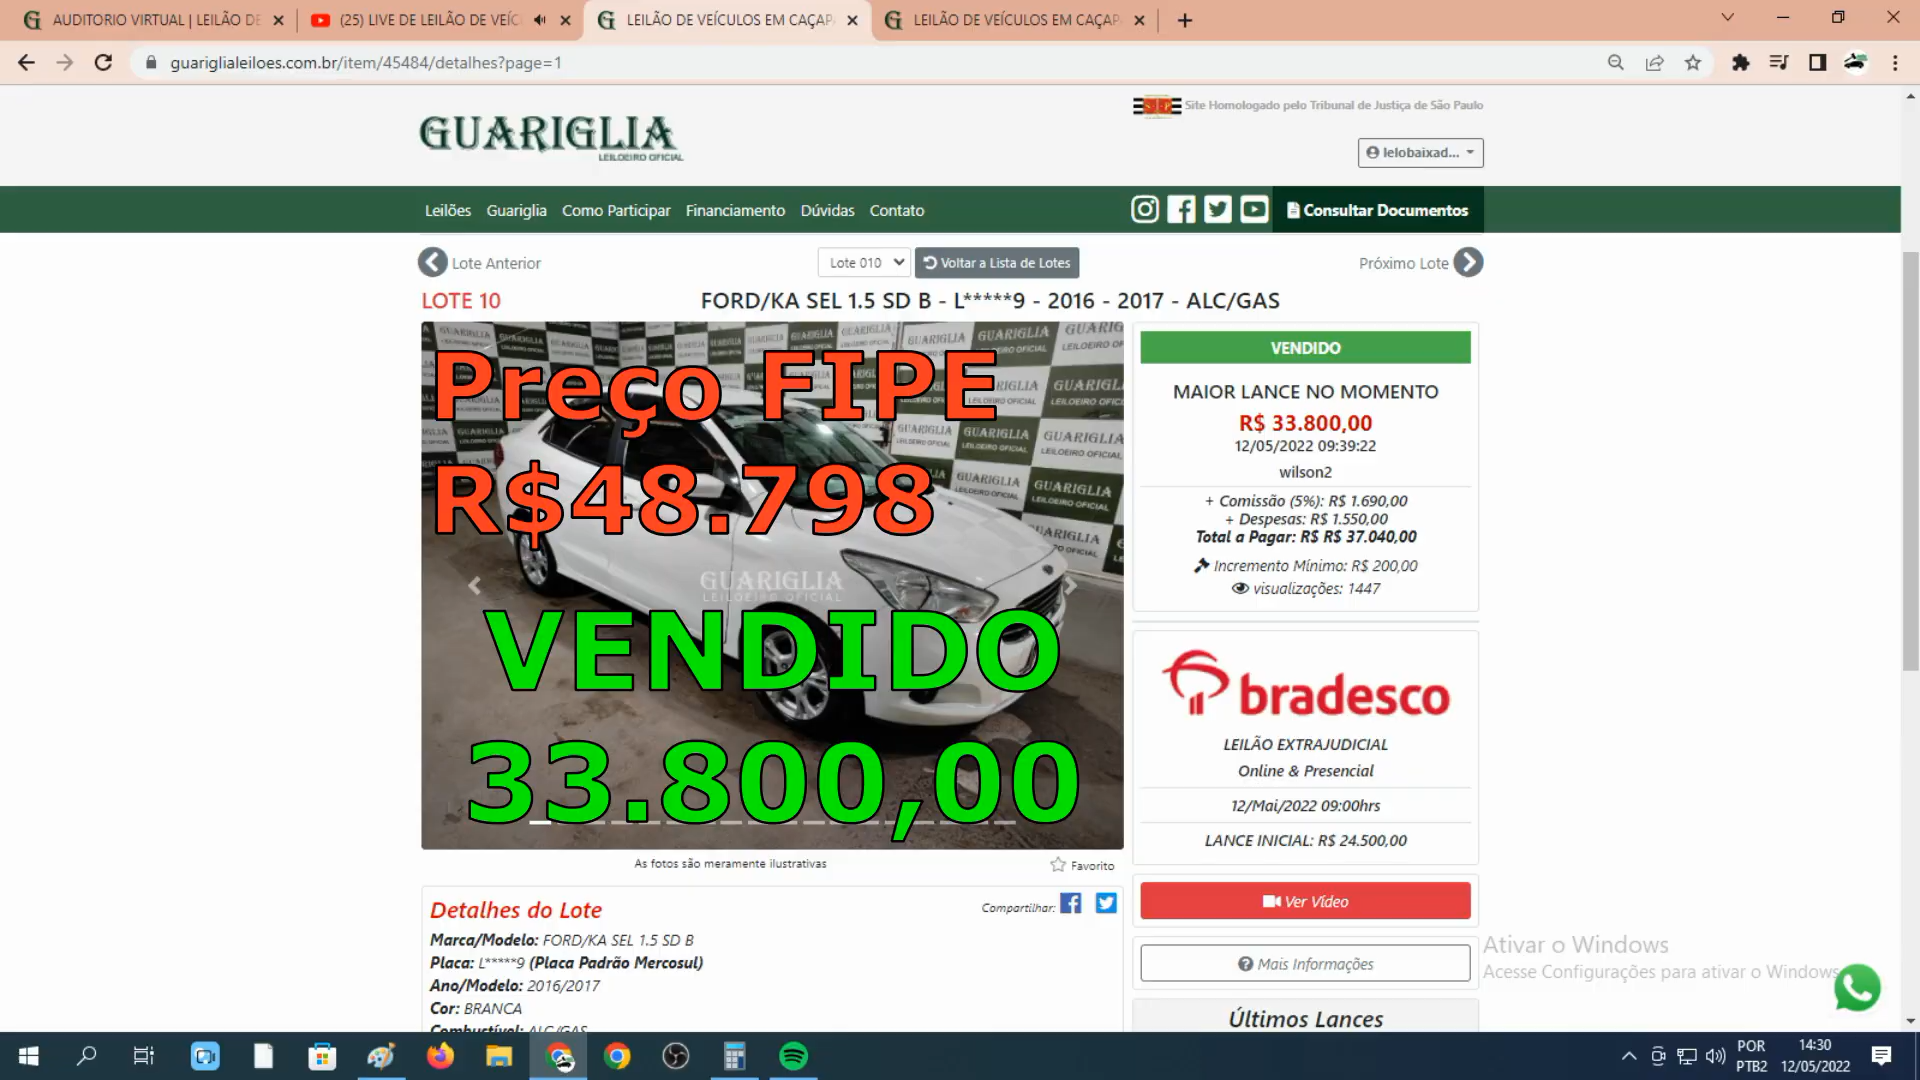 AUDITORIO VIRTUAL | LEILÃO DE
(25) LIVE DE LEILÃO DE VEÍC
LEILÃO DE VEÍCULOS EM CAÇAPA
LEILÃO DE VEÍCULOS EM CAÇAPA
guariglialeiloes.com.br/item/45484/detalhes?page=1
GUARIGLIA
LEILOEIRO OFICIAL
Site Homologado pelo Tribunal de Justiça de São Paulo
lelobaixad...
Leilões
Guariglia
Como Participar
Financiamento
Dúvidas
Contato
Consultar Documentos
Lote Anterior
Lote 010
Voltar a Lista de Lotes
Próximo Lote
LOTE 10
FORD/KA SEL 1.5 SD B - L*****9 - 2016 - 2017 - ALC/GAS
Preço FIPE
R$48.798
GUARIGLIA
LEILOEIRO OFICIAL
VENDIDO
33.800,00
As fotos são meramente ilustrativas
Favorito
VENDIDO
MAIOR LANCE NO MOMENTO
R$ 33.800,00
12/05/2022 09:39:22
wilson2
+ Comissão (5%): R$ 1.690,00
+ Despesas: R$ 1.550,00
Total a Pagar: R$ R$ 37.040,00
Incremento Mínimo: R$ 200,00
visualizações: 1447
bradesco
LEILÃO EXTRAJUDICIAL
Online & Presencial
12/Mai/2022 09:00hrs
LANCE INICIAL: R$ 24.500,00
Ver Vídeo
Mais Informações
Últimos Lances
Detalhes do Lote
Compartilhar:
Marca/Modelo: FORD/KA SEL 1.5 SD B
Placa: L*****9 (Placa Padrão Mercosul)
Ano/Modelo: 2016/2017
Cor: BRANCA
Combustível: ALC/GAS
Ativar o Windows
Acesse Configurações para ativar o Windows
POR
PTB2
14:30
12/05/2022